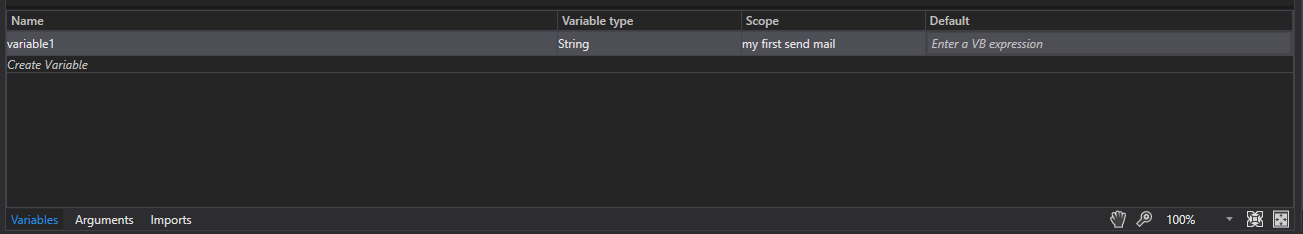 Name Variable type Scope Default
variable1 String my first send mail Enter a VB expression
Create Variable
Variables Arguments Imports 100%